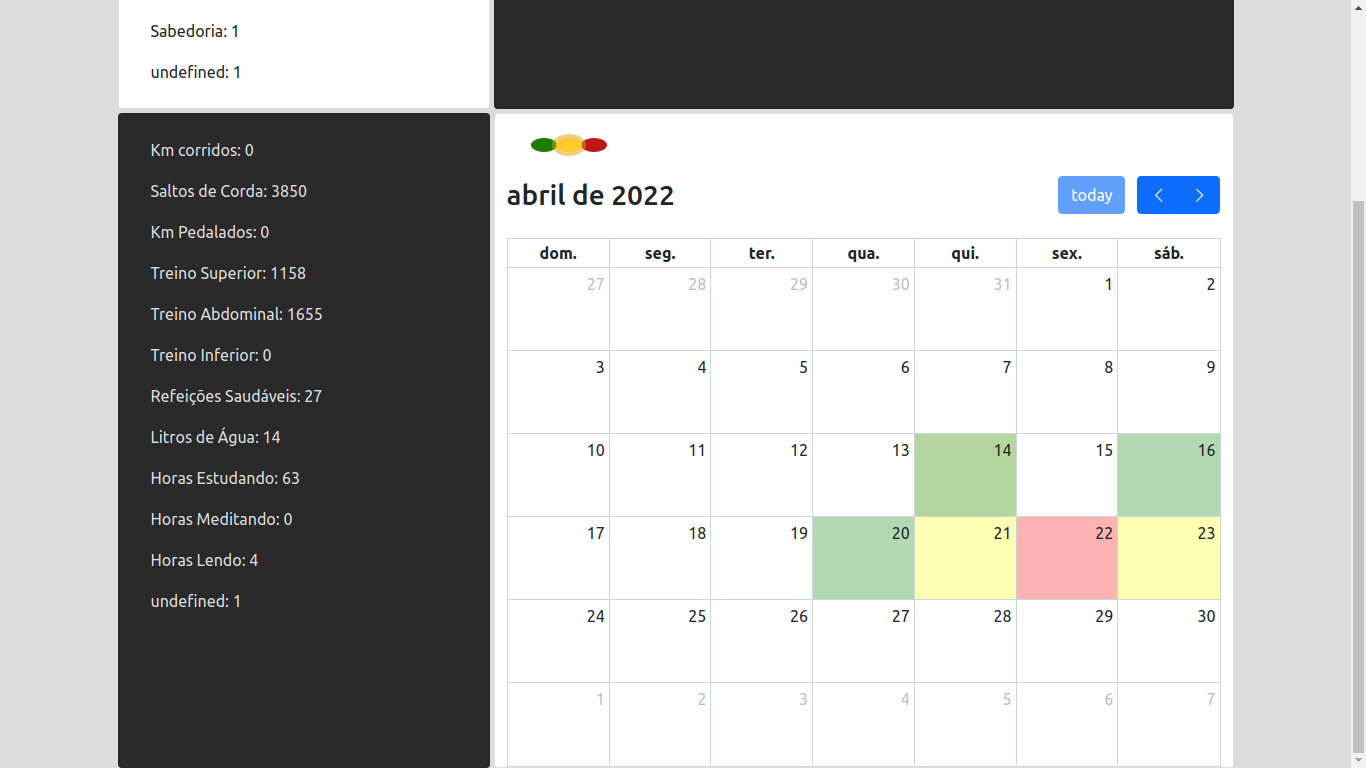 Sabedoria: 1
undefined: 1
Km corridos: 0
Saltos de Corda: 3850
Km Pedalados: 0
Treino Superior: 1158
Treino Abdominal: 1655
Treino Inferior: 0
Refeições Saudáveis: 27
Litros de Água: 14
Horas Estudando: 63
Horas Meditando: 0
Horas Lendo: 4
undefined: 1
abril de 2022
today
dom. seg. ter. qua. qui. sex. sáb.
27 28 29 30 31 1 2
3 4 5 6 7 8 9
10 11 12 13 14 15 16
17 18 19 20 21 22 23
24 25 26 27 28 29 30
1 2 3 4 5 6 7